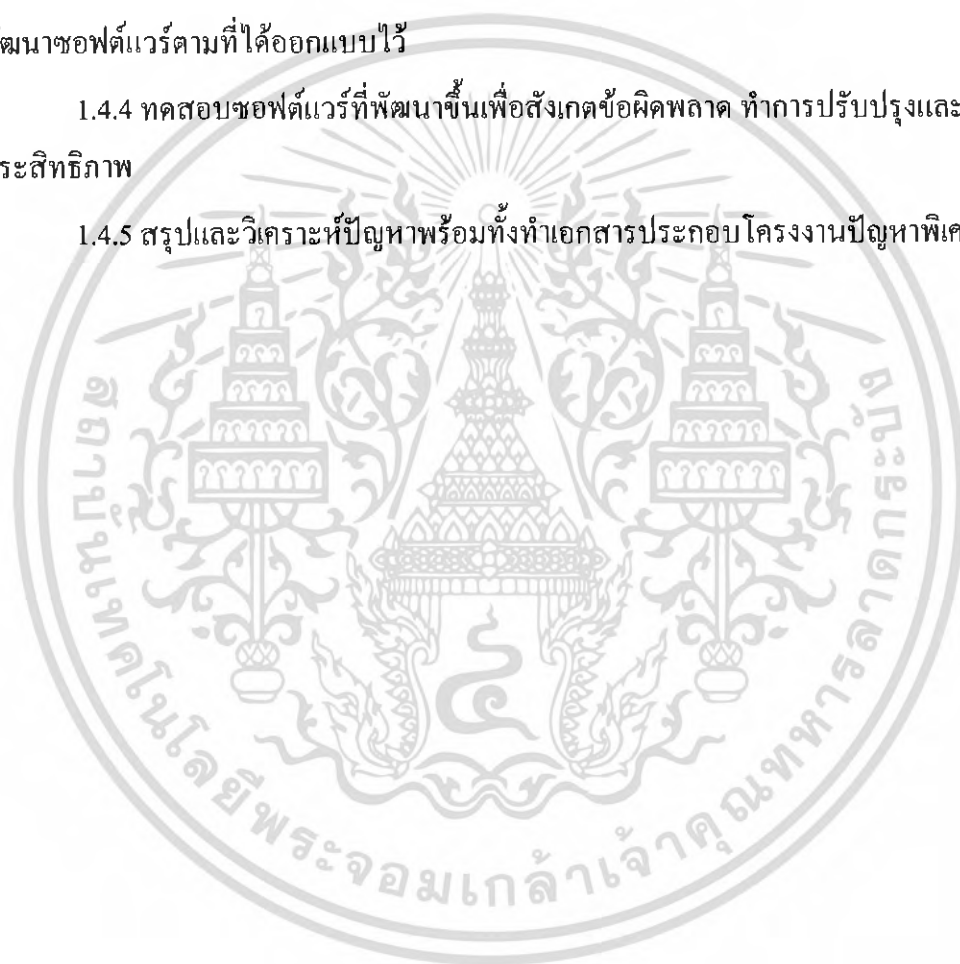 ฒนาซอฟต์แวร์ตามที่ได้ออกแบบไว้
1.4.4 ทดสอบซอฟต์แวร์ที่พัฒนาขึ้นเพื่อสังเกตข้อผิดพลาด ทำการปรับปรุงและ
ระสิทธิภาพ
1.4.5 สรุปและวิเคราะห์ปัญหาพร้อมทั้งทำเอกสารประกอบโครงงานปัญหาพิเศ
สถาบันเทคโนโลยีพระจอมเกล้าเจ้าคุณทหารลาดกระบัง